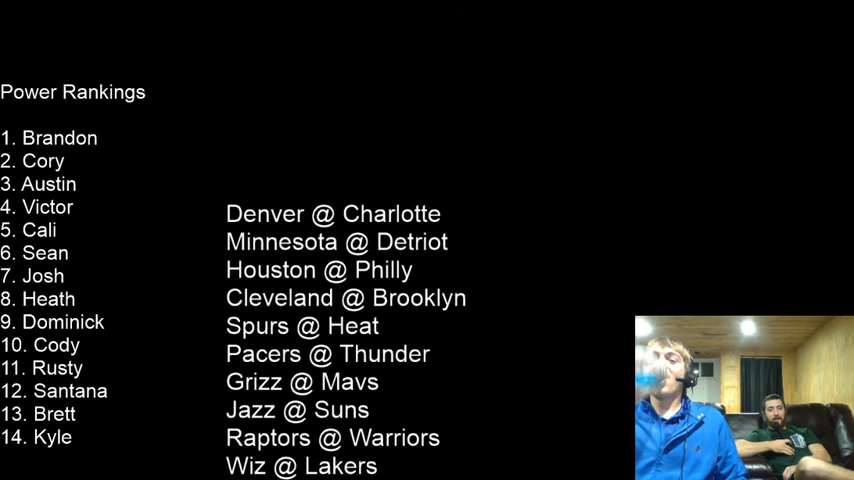 Power Rankings
1. Brandon
2. Cory
3. Austin
4. Victor
5. Cali
6. Sean
7. Josh
8. Heath
9. Dominick
10. Cody
11. Rusty
12. Santana
13. Brett
14. Kyle
Denver @ Charlotte
Minnesota @ Detriot
Houston @ Philly
Cleveland @ Brooklyn
Spurs @ Heat
Pacers @ Thunder
Grizz @ Mavs
Jazz @ Suns
Raptors @ Warriors
Wiz @ Lakers